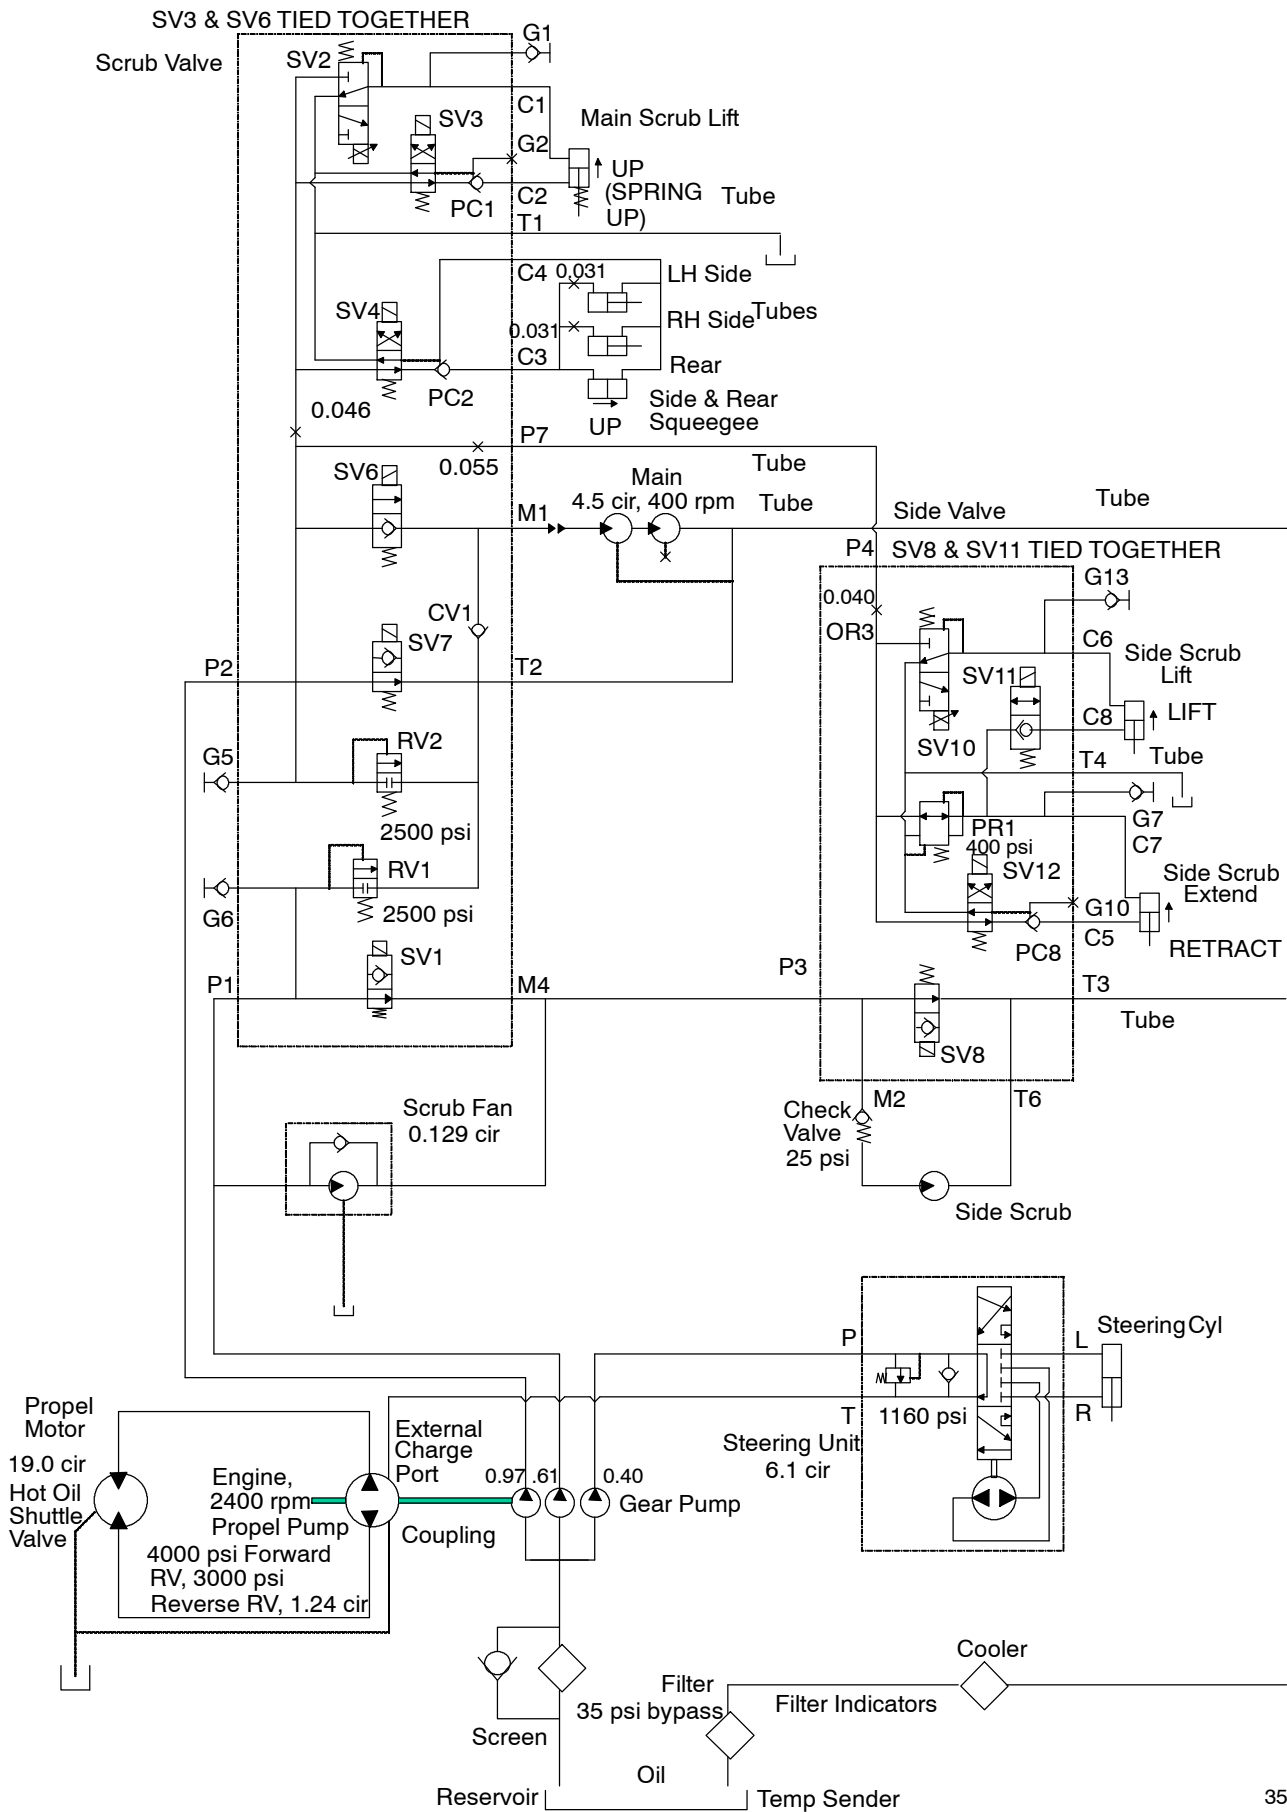 SV3 & SV6 TIED TOGETHER
Scrub Valve
SV2
G1
C1
SV3
Main Scrub Lift
G2
UP
(SPRING
UP)
Tube
C2
PC1
T1
C4
0.031
LH Side
SV4
Tubes
RH Side
0.031
C3
Rear
PC2
Side & Rear
Squeegee
UP
0.046
P7
0.055
Tube
SV6
Main
4.5 cir, 400 rpm
Tube
Tube
M1
Side Valve
P4
SV8 & SV11 TIED TOGETHER
G13
0.040
CV1
OR3
C6
Side Scrub
Lift
SV7
P2
T2
SV11
LIFT
C8
SV10
RV2
G5
T4
Tube
2500 psi
PR1
400 psi
G7
C7
RV1
SV12
Side Scrub
Extend
G6
2500 psi
G10
C5
PC8
RETRACT
SV1
P1
M4
P3
T3
Tube
SV8
M2
T6
Check
Valve
25 psi
Scrub Fan
0.129 cir
Side Scrub
P
L
Steering Cyl
T
1160 psi
R
Steering Unit
6.1 cir
Propel
Motor
19.0 cir
Hot Oil
Shuttle
Valve
External
Charge
Port
Engine,
2400 rpm
Propel Pump
0.97
.61
0.40
Gear Pump
Coupling
4000 psi Forward
RV, 3000 psi
Reverse RV, 1.24 cir
Cooler
Filter
35 psi bypass
Filter Indicators
Screen
Oil
Reservoir
Temp Sender
35